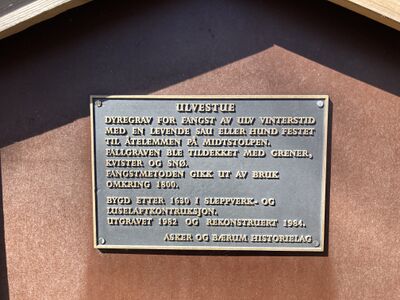 ULVESTUE
DYREGRAV FOR FANGST AV ULV VINTERSTID
MED EN LEVENDE SAU ELLER HUND FESTET
TIL ÅTELEMMEN PÅ MIDTSTOLPEN.
FALLGRAVEN BLE TILDEKKET MED GRENER,
KVISTER OG SNØ.
FANGSTMETODEN GIKK UT AV BRUK
OMKRING 1800.
BYGD ETTER 1630 I SLEPPVERK- OG
LUSELAFTKONTRUKSJON.
UTGRAVET 1982 OG REKONSTRUERT 1984.
ASKER OG BÆRUM HISTORIELAG